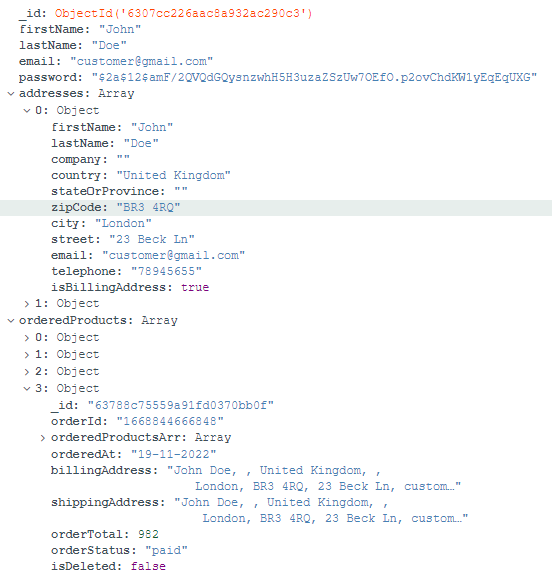 _id: ObjectId('6307cc226aac8a932ac290c3')
firstName: "John"
lastName: "Doe"
email: "customer@gmail.com"
password: "$2a$12$amF/2QVQdGQysnzwhH5H3uzaZSzUw7OEfO.p2ovChdKW1yEqEqUXG"
addresses: Array
0: Object
firstName: "John"
lastName: "Doe"
company: ""
country: "United Kingdom"
stateOrProvince: ""
zipCode: "BR3 4RQ"
city: "London"
street: "23 Beck Ln"
email: "customer@gmail.com"
telephone: "78945655"
isBillingAddress: true
1: Object
orderedProducts: Array
0: Object
1: Object
2: Object
3: Object
_id: "63788c75559a91fd0370bb0f"
orderId: "1668844666848"
orderedProductsArr: Array
orderedAt: "19-11-2022"
billingAddress: "John Doe, , United Kingdom, ,
London, BR3 4RQ, 23 Beck Ln, custom…"
shippingAddress: "John Doe, , United Kingdom, ,
London, BR3 4RQ, 23 Beck Ln, custom…"
orderTotal: 982
orderStatus: "paid"
isDeleted: false